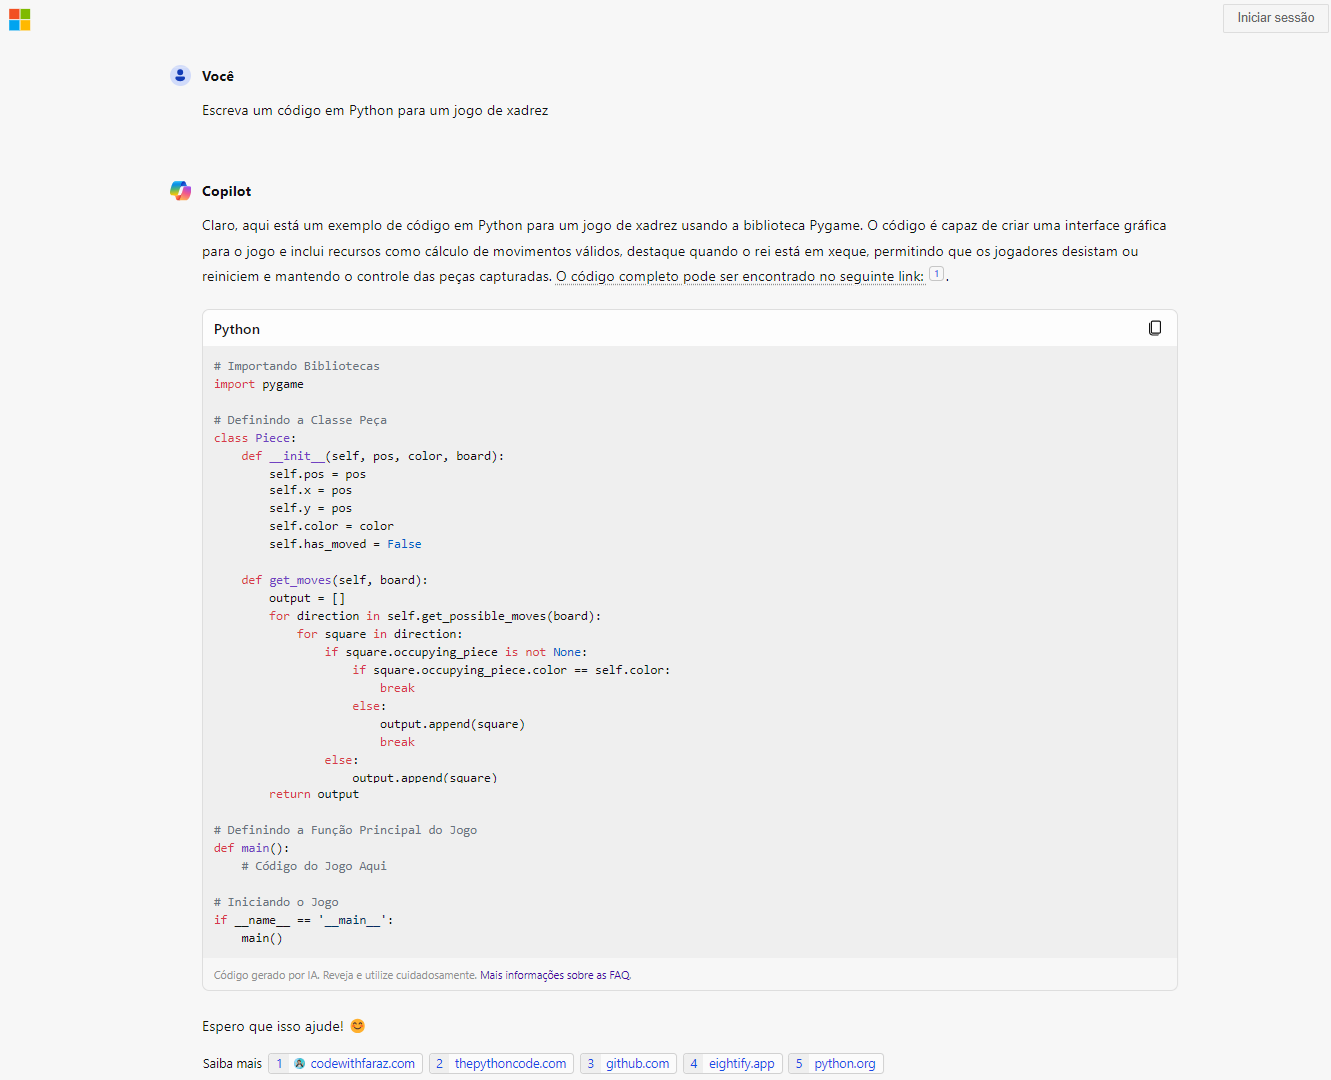 Iniciar sessão
Você
Escreva um código em Python para um jogo de xadrez
Copilot
Claro, aqui está um exemplo de código em Python para um jogo de xadrez usando a biblioteca Pygame. O código é capaz de criar uma interface gráfica
para o jogo e inclui recursos como cálculo de movimentos válidos, destaque quando o rei está em xeque, permitindo que os jogadores desistam ou
reiniciem e mantendo o controle das peças capturadas. O código completo pode ser encontrado no seguinte link: 1.
Python
# Importando Bibliotecas
import pygame
# Definindo a Classe Peça
class Piece:
    def __init__(self, pos, color, board):
        self.pos = pos
        self.x = pos
        self.y = pos
        self.color = color
        self.has_moved = False
    def get_moves(self, board):
        output = []
        for direction in self.get_possible_moves(board):
            for square in direction:
                if square.occupying_piece is not None:
                    if square.occupying_piece.color == self.color:
                        break
                    else:
                        output.append(square)
                        break
                else:
                    output.append(square)
        return output
# Definindo a Função Principal do Jogo
def main():
    # Código do Jogo Aqui
# Iniciando o Jogo
if __name__ == '__main__':
    main()
Código gerado por IA. Reveja e utilize cuidadosamente. Mais informações sobre as FAQ.
Espero que isso ajude! 😊
Saiba mais 1 codewithfaraz.com 2 thepythoncode.com 3 github.com 4 eightify.app 5 python.org